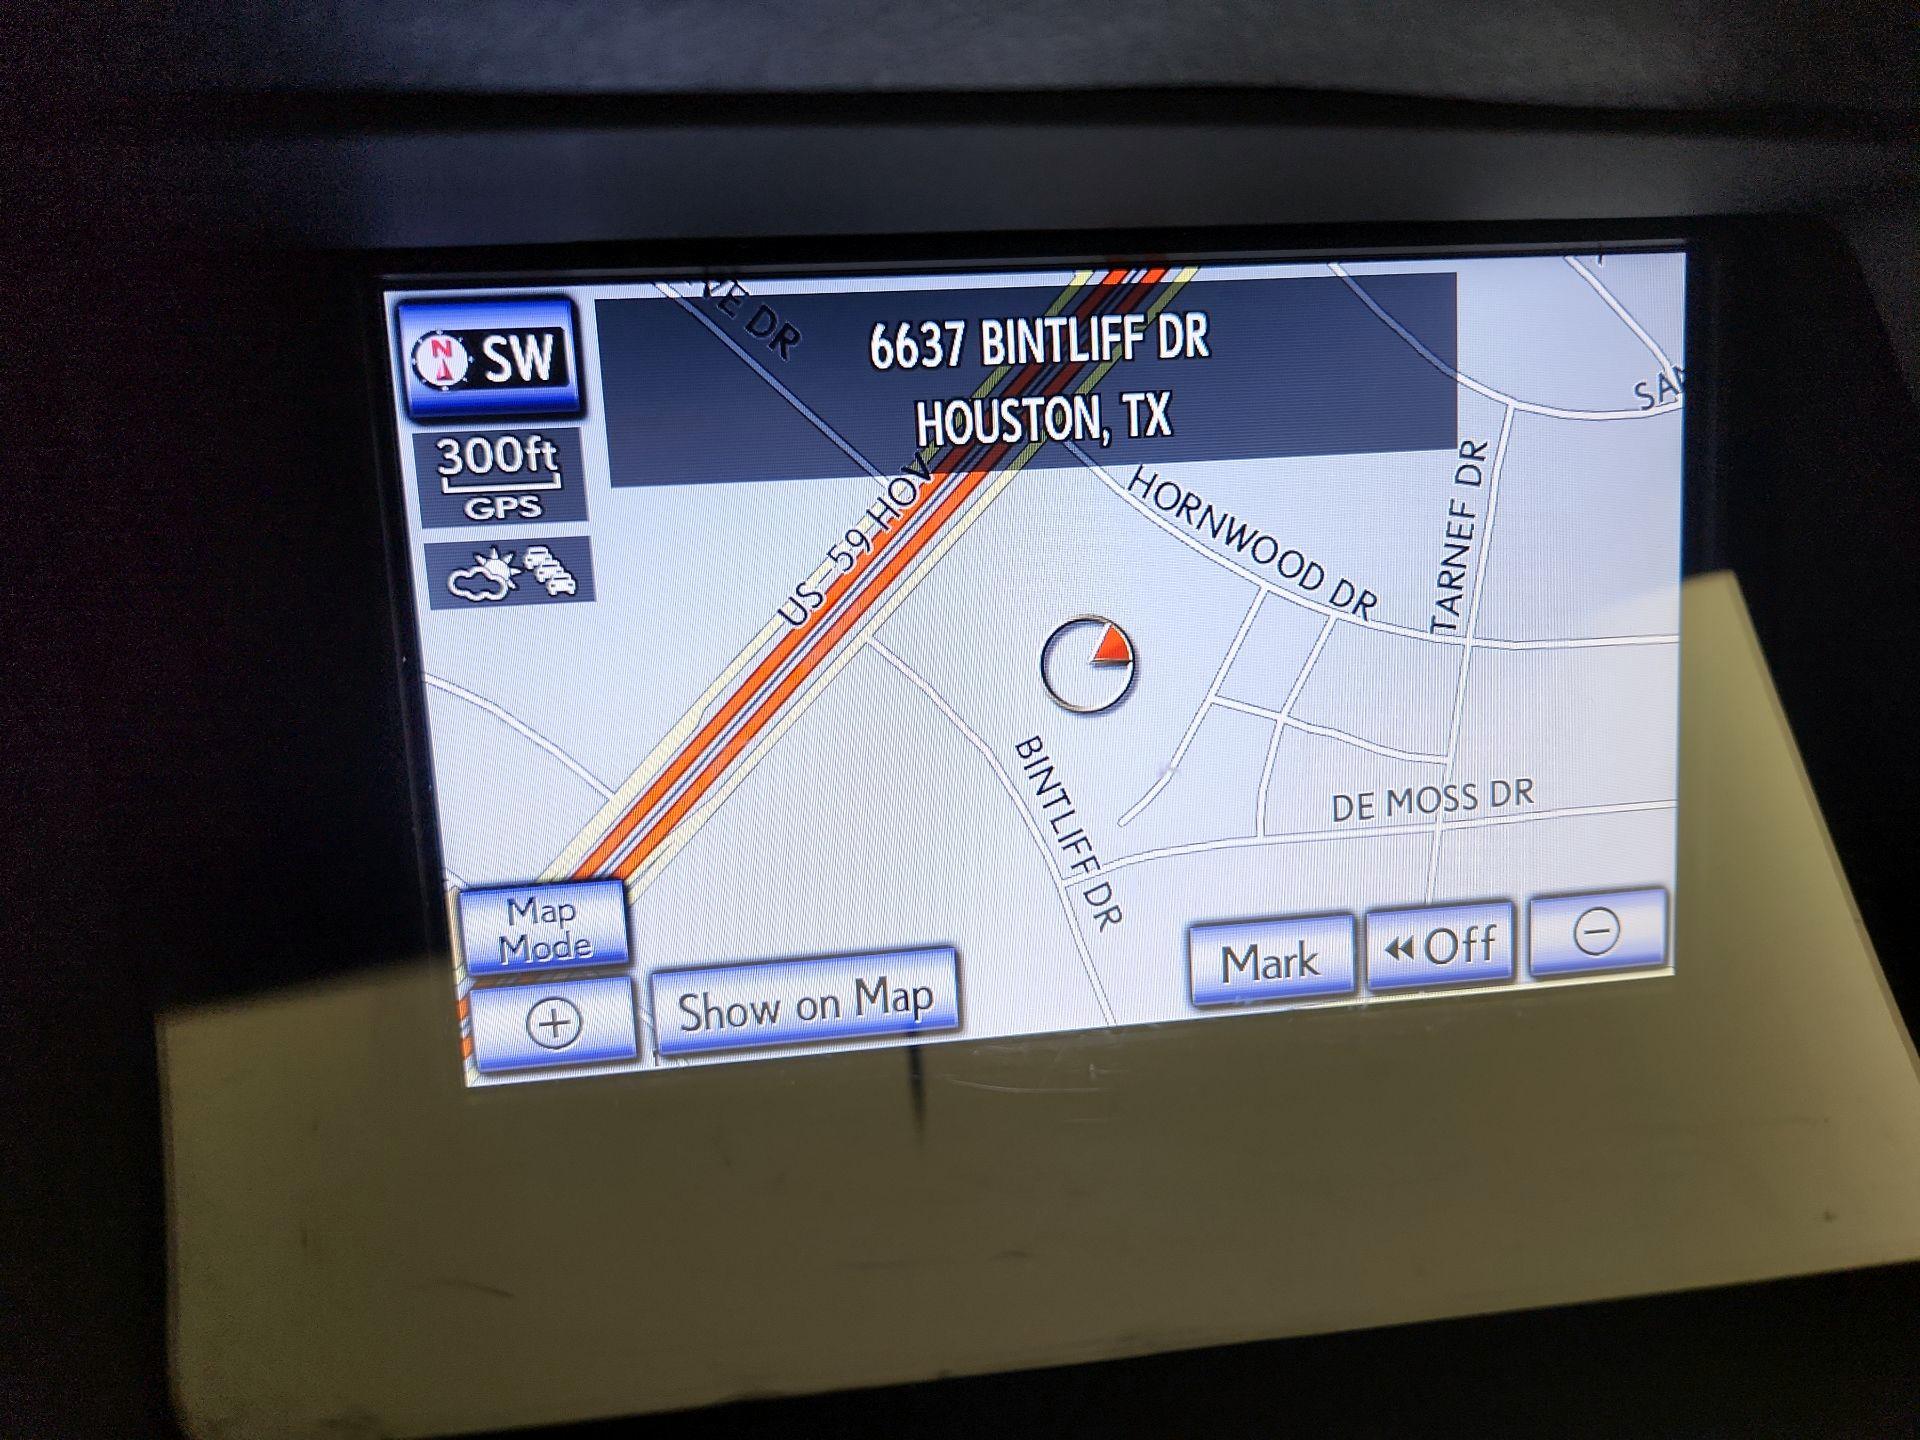 VE DR
6637 BINTLIFF DR
HOUSTON, TX
N SW
300ft
GPS
US-59 HOV
HORNWOOD DR
TARNEF DR
BINTLIFF DR
DE MOSS DR
Map
Mode
Show on Map
Mark
Off